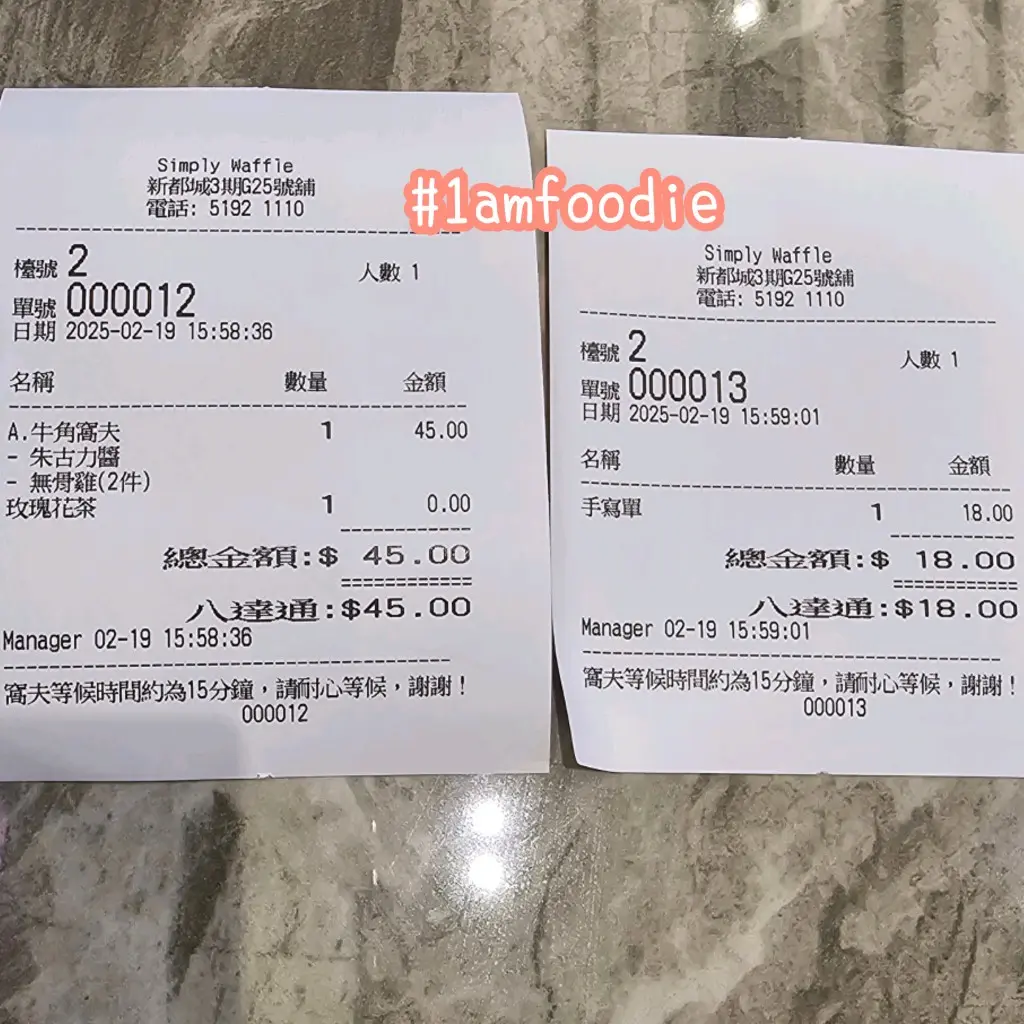 #1amfoodie
Simply Waffle
新都城3期G25號舖
電話: 5192 1110
檯號 2 人數 1
單號 000012
日期 2025-02-19 15:58:36
名稱 數量 金額
A.牛角窩夫 1 45.00
- 朱古力醬
- 無骨雞(2件)
玫瑰花茶 1 0.00
總金額:$ 45.00
八達通:$45.00
Manager 02-19 15:58:36
窩夫等候時間約為15分鐘，請耐心等候，謝謝！
000012
Simply Waffle
新都城3期G25號舖
電話: 5192 1110
檯號 2 人數 1
單號 000013
日期 2025-02-19 15:59:01
名稱 數量 金額
手寫單 1 18.00
總金額:$ 18.00
八達通:$18.00
Manager 02-19 15:59:01
窩夫等候時間約為15分鐘，請耐心等候，謝謝！
000013